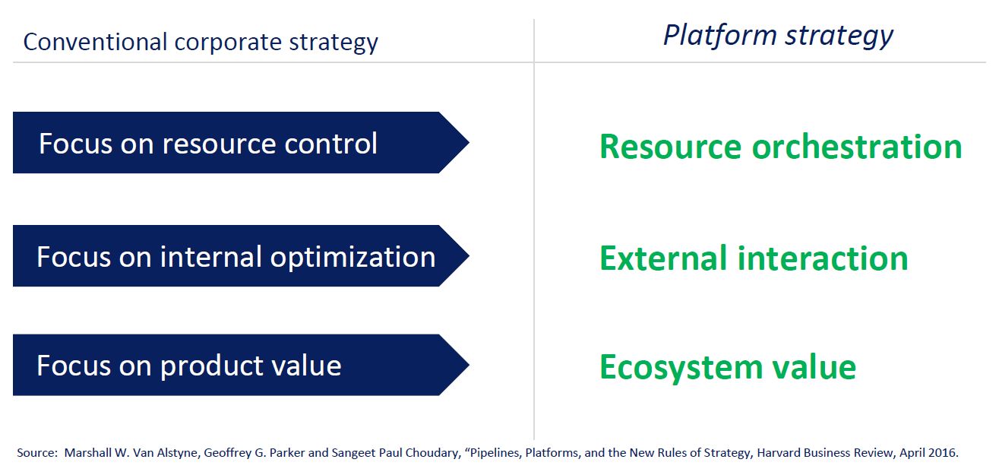 Conventional corporate strategy
Platform strategy
Focus on resource control
Resource orchestration
Focus on internal optimization
External interaction
Focus on product value
Ecosystem value
Source:  Marshall W. Van Alstyne, Geoffrey G. Parker and Sangeet Paul Choudary, “Pipelines, Platforms, and the New Rules of Strategy, Harvard Business Review, April 2016.